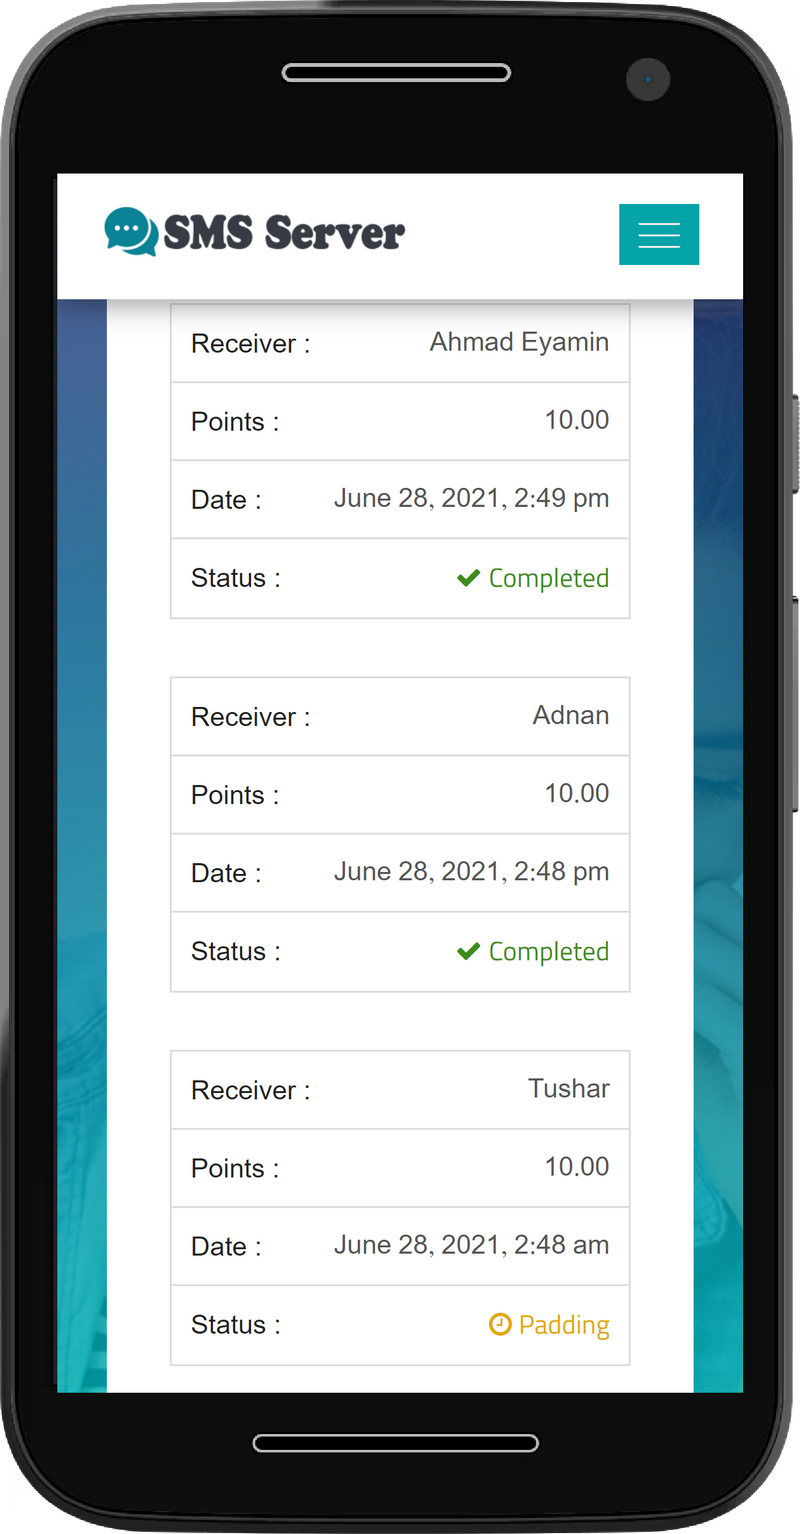 SMS Server
Receiver : Ahmad Eyamin
Points : 10.00
Date : June 28, 2021, 2:49 pm
Status : Completed
Receiver : Adnan
Points : 10.00
Date : June 28, 2021, 2:48 pm
Status : Completed
Receiver : Tushar
Points : 10.00
Date : June 28, 2021, 2:48 am
Status : Padding